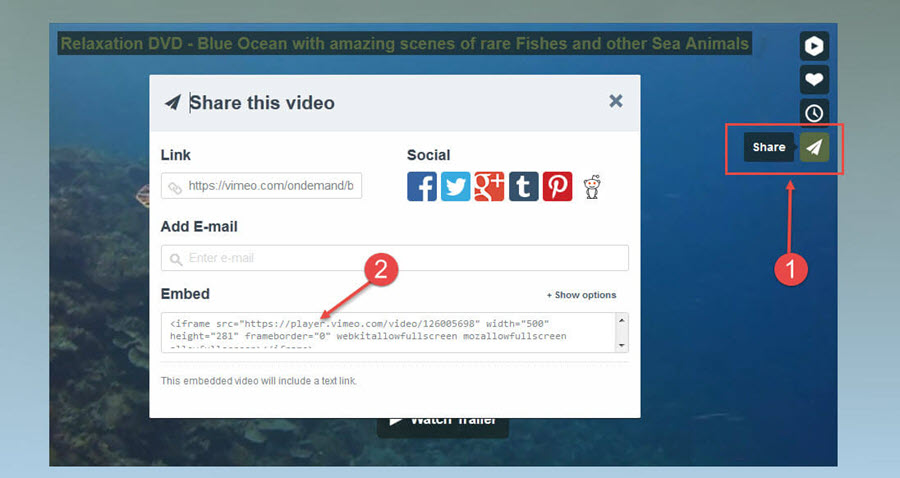 Relaxation DVD - Blue Ocean with amazing scenes of rare Fishes and other Sea Animals
Share this video
Share
Link
Social
https://vimeo.com/ondemand/b
Add E-mail
Enter e-mail
2
1
Embed
+ Show options
<iframe src="https://player.vimeo.com/video/126005698" width="500"
height="281" frameborder="0" webkitallowfullscreen mozallowfullscreen
allowfullscreen></iframe>
This embedded video will include a text link.
Watch Trailer